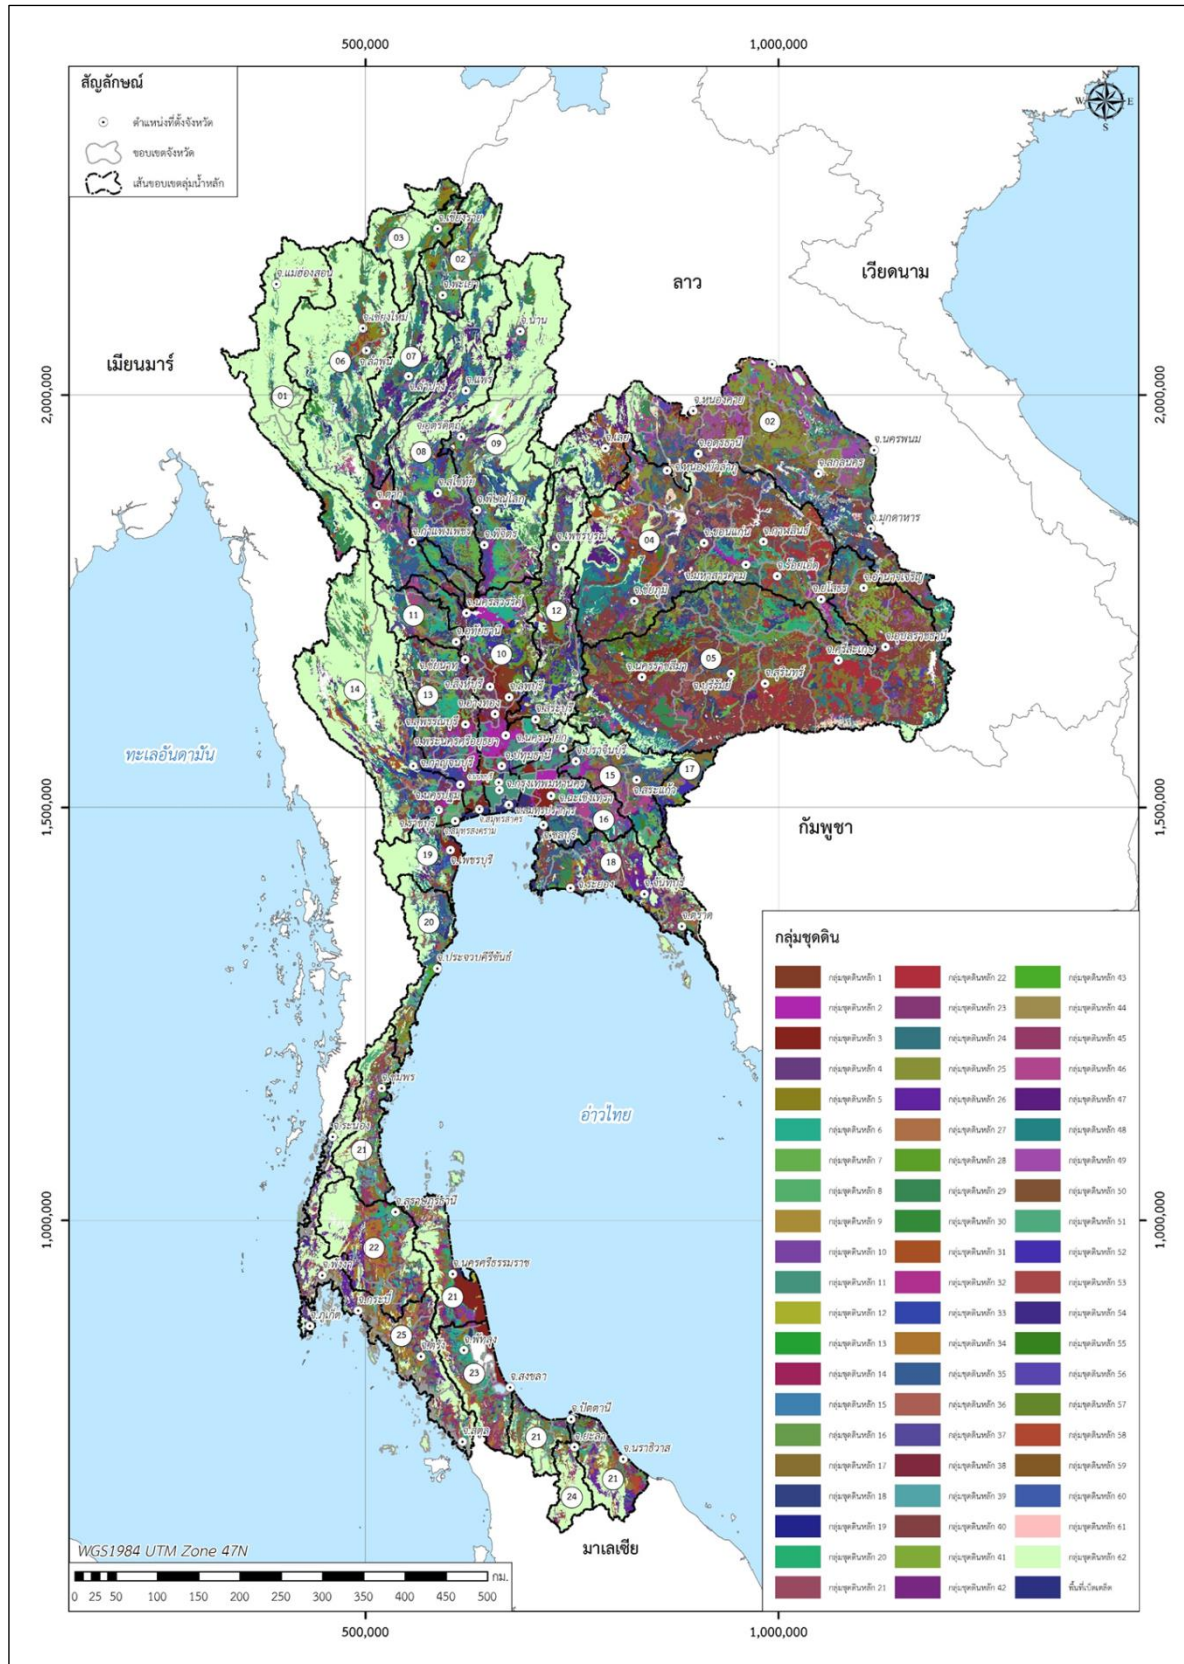 500,000
1,000,000
สัญลักษณ์
ตำแหน่งที่ตั้งจังหวัด
ขอบเขตจังหวัด
เส้นขอบเขตลุ่มน้ำหลัก
N
W
E
S
เมียนมาร์
ลาว
เวียดนาม
กัมพูชา
มาเลเซีย
ทะเลอันดามัน
อ่าวไทย
2,000,000
2,000,000
1,500,000
1,500,000
1,000,000
1,000,000
จ.เชียงราย
03
02
จ.แม่ฮ่องสอน
จ.พะเยา
จ.น่าน
จ.เชียงใหม่
จ.ลำพูน
06
07
จ.ลำปาง
จ.แพร่
01
จ.อุตรดิตถ์
08
09
จ.หนองคาย
02
จ.เลย
จ.อุดรธานี
จ.นครพนม
จ.หนองบัวลำภู
จ.สกลนคร
จ.สุโขทัย
จ.ตาก
จ.พิษณุโลก
จ.มุกดาหาร
จ.กำแพงเพชร
จ.พิจิตร
จ.เพชรบูรณ์
04
จ.ขอนแก่น
จ.กาฬสินธุ์
จ.มหาสารคาม
จ.ร้อยเอ็ด
จ.อำนาจเจริญ
จ.ชัยภูมิ
จ.ยโสธร
11
จ.นครสวรรค์
12
จ.อุทัยธานี
10
จ.อุบลราชธานี
จ.ชัยนาท
05
จ.ศรีสะเกษ
จ.นครราชสีมา
จ.บุรีรัมย์
จ.สุรินทร์
14
13
จ.สิงห์บุรี
จ.ลพบุรี
จ.อ่างทอง
จ.สระบุรี
จ.สุพรรณบุรี
จ.พระนครศรีอยุธยา
จ.นครนายก
จ.กาญจนบุรี
จ.ปทุมธานี
จ.ปราจีนบุรี
15
17
จ.สระแก้ว
จ.นครปฐม
จ.กรุงเทพมหานคร
จ.ฉะเชิงเทรา
จ.ราชบุรี
จ.สมุทรสาคร
จ.สมุทรปราการ
16
จ.สมุทรสงคราม
จ.ชลบุรี
19
จ.เพชรบุรี
18
จ.ระยอง
จ.จันทบุรี
20
จ.ตราด
จ.ประจวบคีรีขันธ์
จ.ชุมพร
จ.ระนอง
21
จ.สุราษฎร์ธานี
22
จ.พังงา
จ.นครศรีธรรมราช
จ.กระบี่
21
จ.ภูเก็ต
25
จ.ตรัง
จ.พัทลุง
23
จ.สงขลา
จ.สตูล
จ.ปัตตานี
21
จ.ยะลา
จ.นราธิวาส
21
24
กลุ่มชุดดิน
กลุ่มชุดดินหลัก 1
กลุ่มชุดดินหลัก 2
กลุ่มชุดดินหลัก 3
กลุ่มชุดดินหลัก 4
กลุ่มชุดดินหลัก 5
กลุ่มชุดดินหลัก 6
กลุ่มชุดดินหลัก 7
กลุ่มชุดดินหลัก 8
กลุ่มชุดดินหลัก 9
กลุ่มชุดดินหลัก 10
กลุ่มชุดดินหลัก 11
กลุ่มชุดดินหลัก 12
กลุ่มชุดดินหลัก 13
กลุ่มชุดดินหลัก 14
กลุ่มชุดดินหลัก 15
กลุ่มชุดดินหลัก 16
กลุ่มชุดดินหลัก 17
กลุ่มชุดดินหลัก 18
กลุ่มชุดดินหลัก 19
กลุ่มชุดดินหลัก 20
กลุ่มชุดดินหลัก 21
กลุ่มชุดดินหลัก 22
กลุ่มชุดดินหลัก 23
กลุ่มชุดดินหลัก 24
กลุ่มชุดดินหลัก 25
กลุ่มชุดดินหลัก 26
กลุ่มชุดดินหลัก 27
กลุ่มชุดดินหลัก 28
กลุ่มชุดดินหลัก 29
กลุ่มชุดดินหลัก 30
กลุ่มชุดดินหลัก 31
กลุ่มชุดดินหลัก 32
กลุ่มชุดดินหลัก 33
กลุ่มชุดดินหลัก 34
กลุ่มชุดดินหลัก 35
กลุ่มชุดดินหลัก 36
กลุ่มชุดดินหลัก 37
กลุ่มชุดดินหลัก 38
กลุ่มชุดดินหลัก 39
กลุ่มชุดดินหลัก 40
กลุ่มชุดดินหลัก 41
กลุ่มชุดดินหลัก 42
กลุ่มชุดดินหลัก 43
กลุ่มชุดดินหลัก 44
กลุ่มชุดดินหลัก 45
กลุ่มชุดดินหลัก 46
กลุ่มชุดดินหลัก 47
กลุ่มชุดดินหลัก 48
กลุ่มชุดดินหลัก 49
กลุ่มชุดดินหลัก 50
กลุ่มชุดดินหลัก 51
กลุ่มชุดดินหลัก 52
กลุ่มชุดดินหลัก 53
กลุ่มชุดดินหลัก 54
กลุ่มชุดดินหลัก 55
กลุ่มชุดดินหลัก 56
กลุ่มชุดดินหลัก 57
กลุ่มชุดดินหลัก 58
กลุ่มชุดดินหลัก 59
กลุ่มชุดดินหลัก 60
กลุ่มชุดดินหลัก 61
กลุ่มชุดดินหลัก 62
พื้นที่เบ็ดเตล็ด
WGS1984 UTM Zone 47N
0 25 50 100 150 200 250 300 350 400 450 500 กม.
500,000
1,000,000